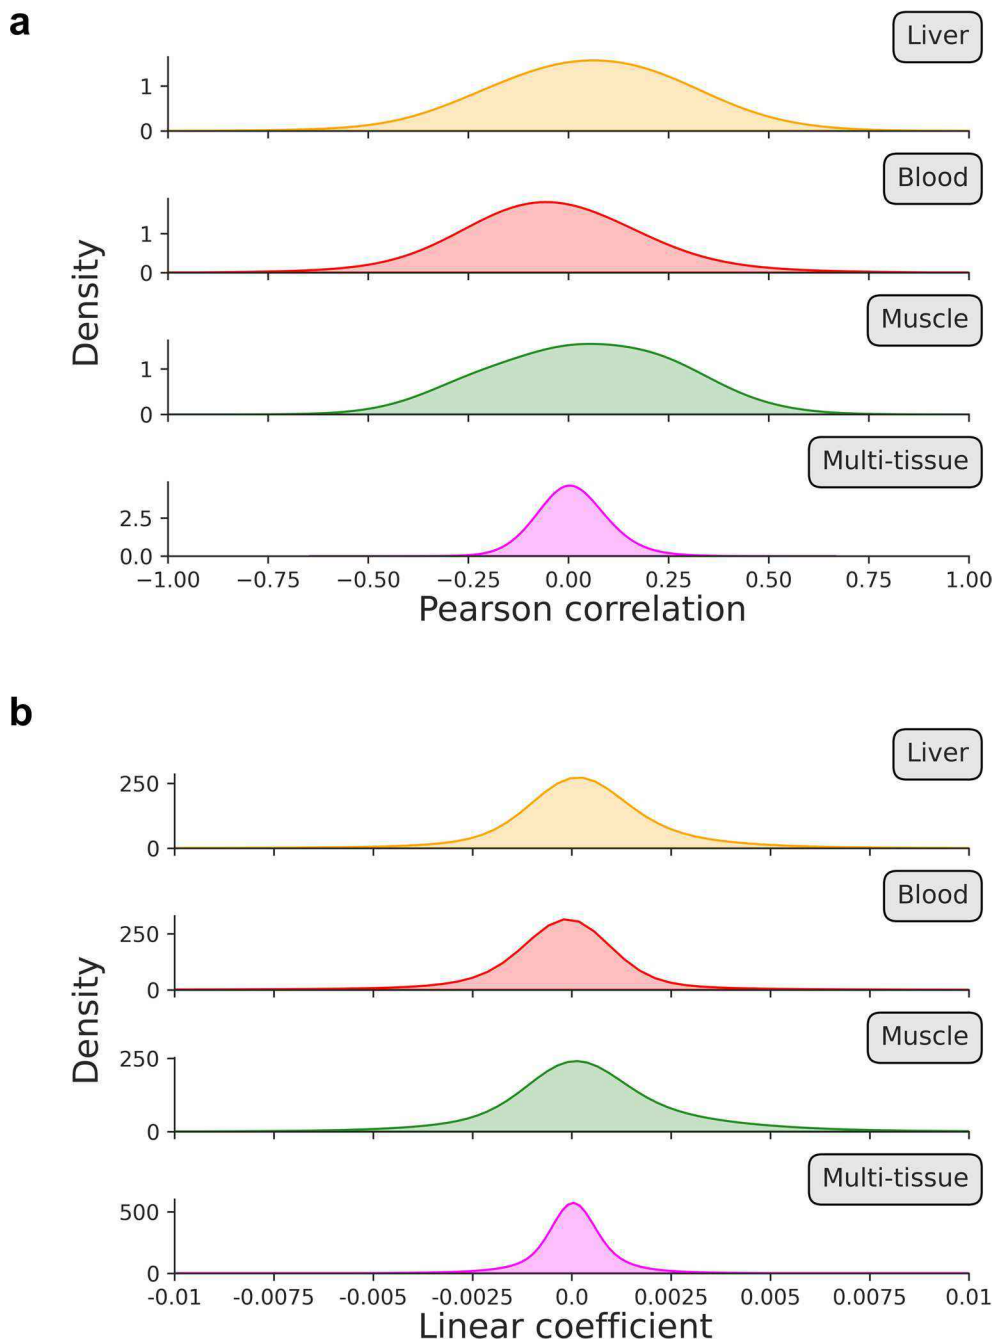 a
Liver
1
0
Blood
1
0
Density
Muscle
1
0
Multi-tissue
2.5
0.0
−1.00 −0.75 −0.50 −0.25 0.00 0.25 0.50 0.75 1.00
Pearson correlation
b
Liver
250
0
Blood
250
0
Density
Muscle
250
0
Multi-tissue
500
0
-0.01 -0.0075 -0.005 -0.0025 0.0 0.0025 0.005 0.0075 0.01
Linear coefficient